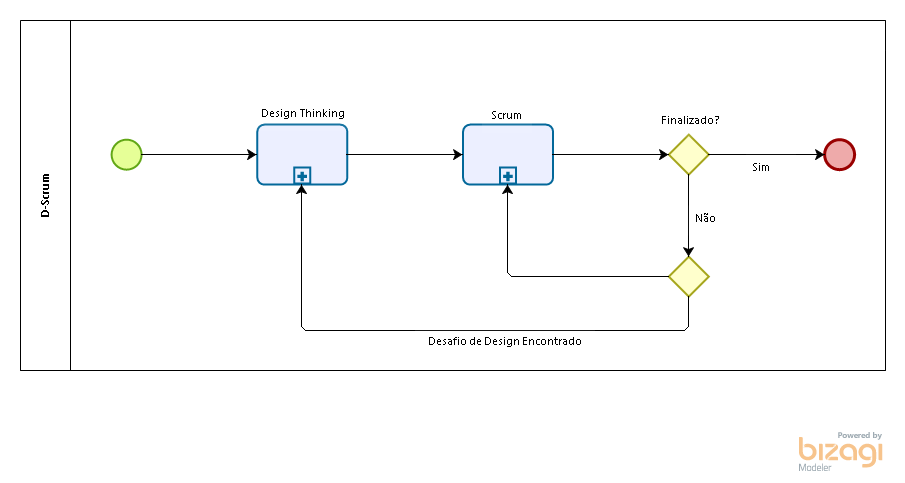 D-Scrum
Design Thinking
Scrum
Finalizado?
Sim
Não
Desafio de Design Encontrado
Powered by
bizagi
Modeler